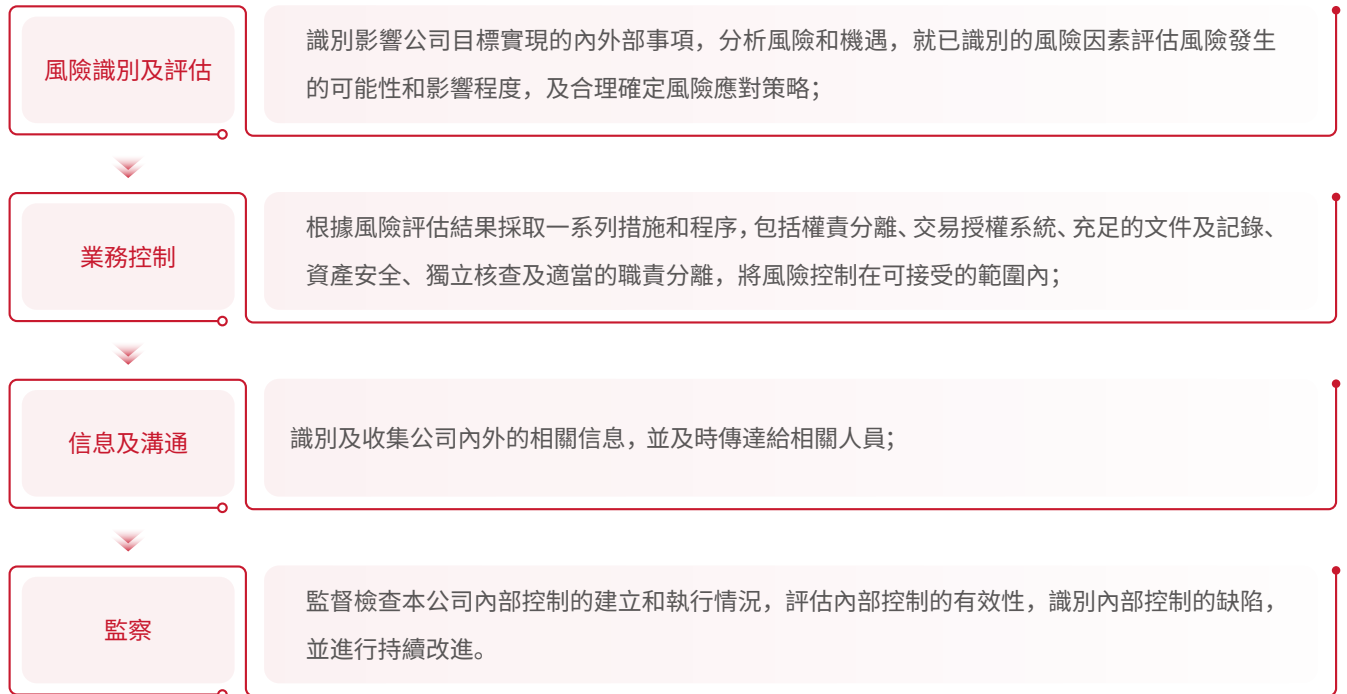 風險識別及評估
識別影響公司目標實現的內外部事項，分析風險和機遇，就已識別的風險因素評估風險發生
的可能性和影響程度，及合理確定風險應對策略；
業務控制
根據風險評估結果採取一系列措施和程序，包括權責分離、交易授權系統、充足的文件及記錄、
資產安全、獨立核查及適當的職責分離，將風險控制在可接受的範圍內；
信息及溝通
識別及收集公司內外的相關信息，並及時傳達給相關人員；
監察
監督檢查本公司內部控制的建立和執行情況，評估內部控制的有效性，識別內部控制的缺陷，
並進行持續改進。